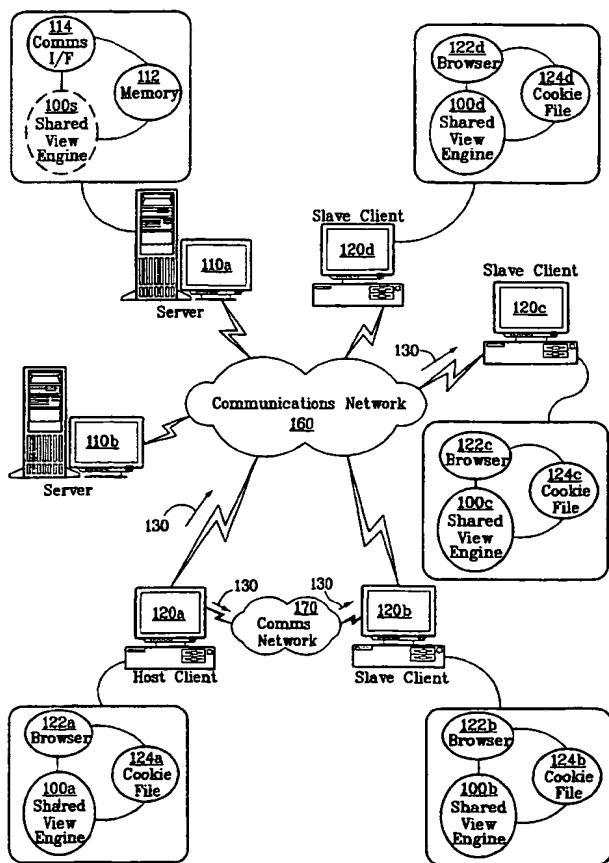 114
Comms
I/F
112
Memory
100s
Shared
View
Engine
122d
Browser
124d
Cookie
File
100d
Shared
View
Engine
110a
Server
Slave Client
120d
Slave Client
120c
130
Communications Network
160
110b
Server
122c
Browser
124c
Cookie
File
100c
Shared
View
Engine
130
120a
Host Client
130
170
Comms
Network
130
120b
Slave Client
122a
Browser
124a
Cookie
File
100a
Shared
View
Engine
122b
Browser
124b
Cookie
File
100b
Shared
View
Engine